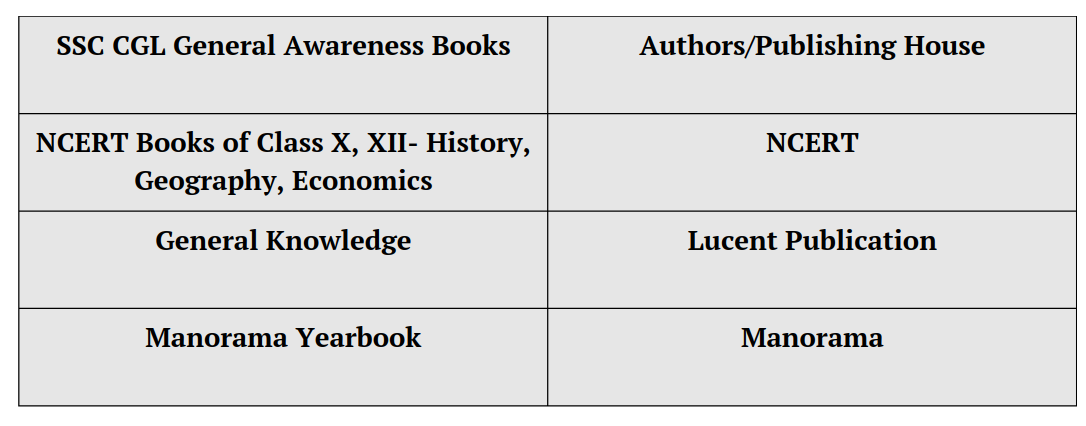 SSC CGL General Awareness Books
Authors/Publishing House
NCERT Books of Class X, XII- History,
Geography, Economics
NCERT
General Knowledge
Lucent Publication
Manorama Yearbook
Manorama